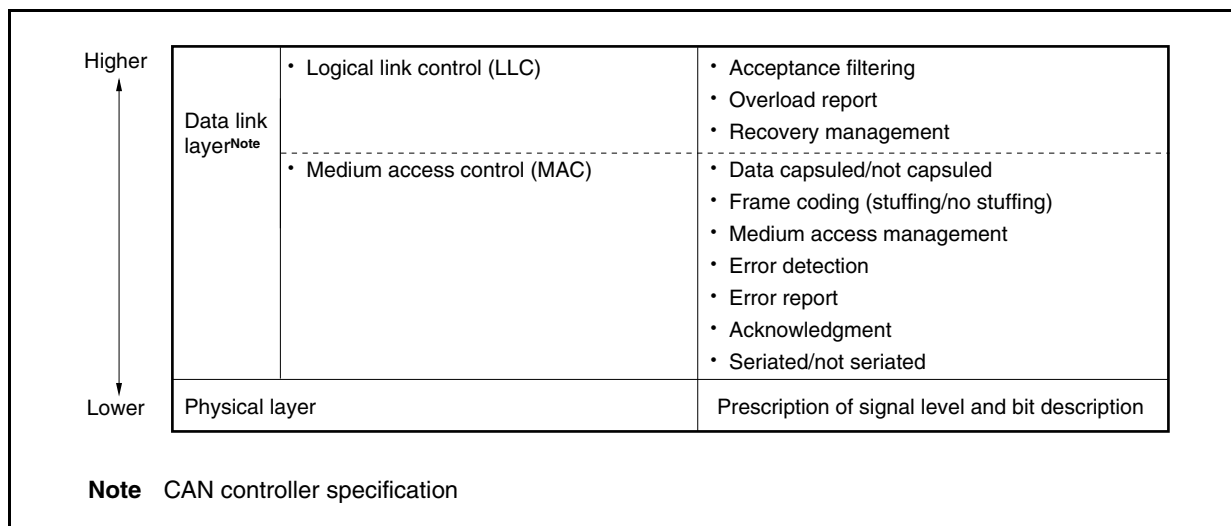 Higher
Data link
layerNote
• Logical link control (LLC)
• Acceptance filtering
• Overload report
• Recovery management
• Medium access control (MAC)
• Data capsuled/not capsuled
• Frame coding (stuffing/no stuffing)
• Medium access management
• Error detection
• Error report
• Acknowledgment
• Seriated/not seriated
Lower
Physical layer
Prescription of signal level and bit description
Note CAN controller specification